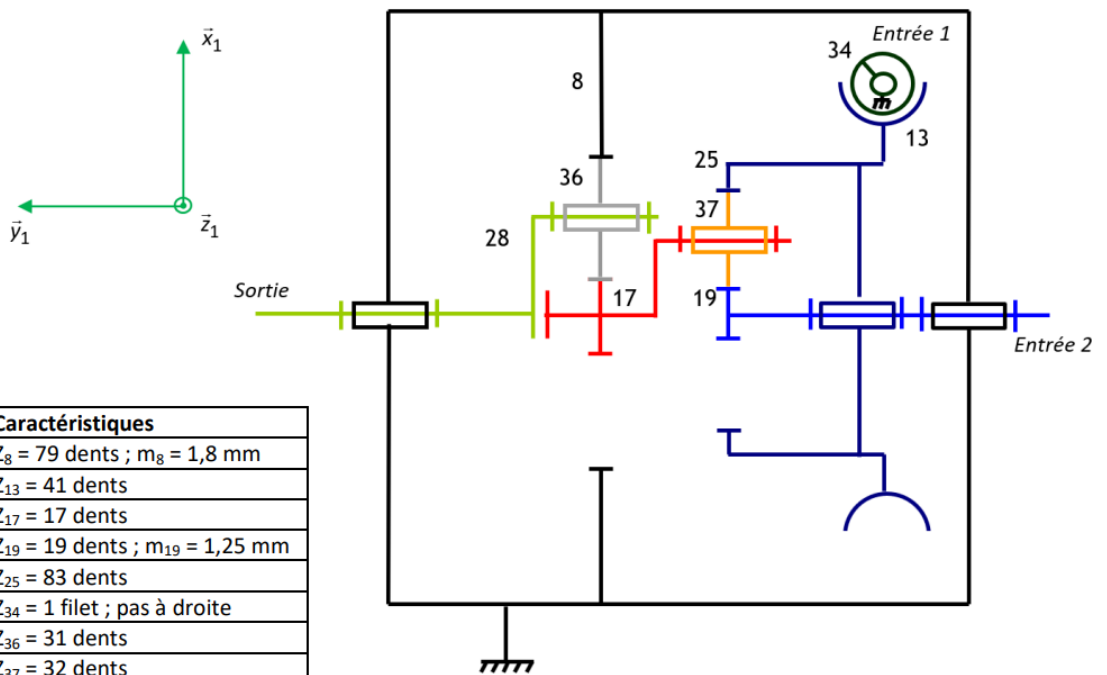 x⃗₁
y⃗₁
z⃗₁
Entrée 1
34
8
13
25
36
37
28
17
19
Sortie
Entrée 2
Caractéristiques
Z₈ = 79 dents ; m₈ = 1,8 mm
Z₁₃ = 41 dents
Z₁₇ = 17 dents
Z₁₉ = 19 dents ; m₁₉ = 1,25 mm
Z₂₅ = 83 dents
Z₃₄ = 1 filet ; pas à droite
Z₃₆ = 31 dents
Z₃₇ = 32 dents